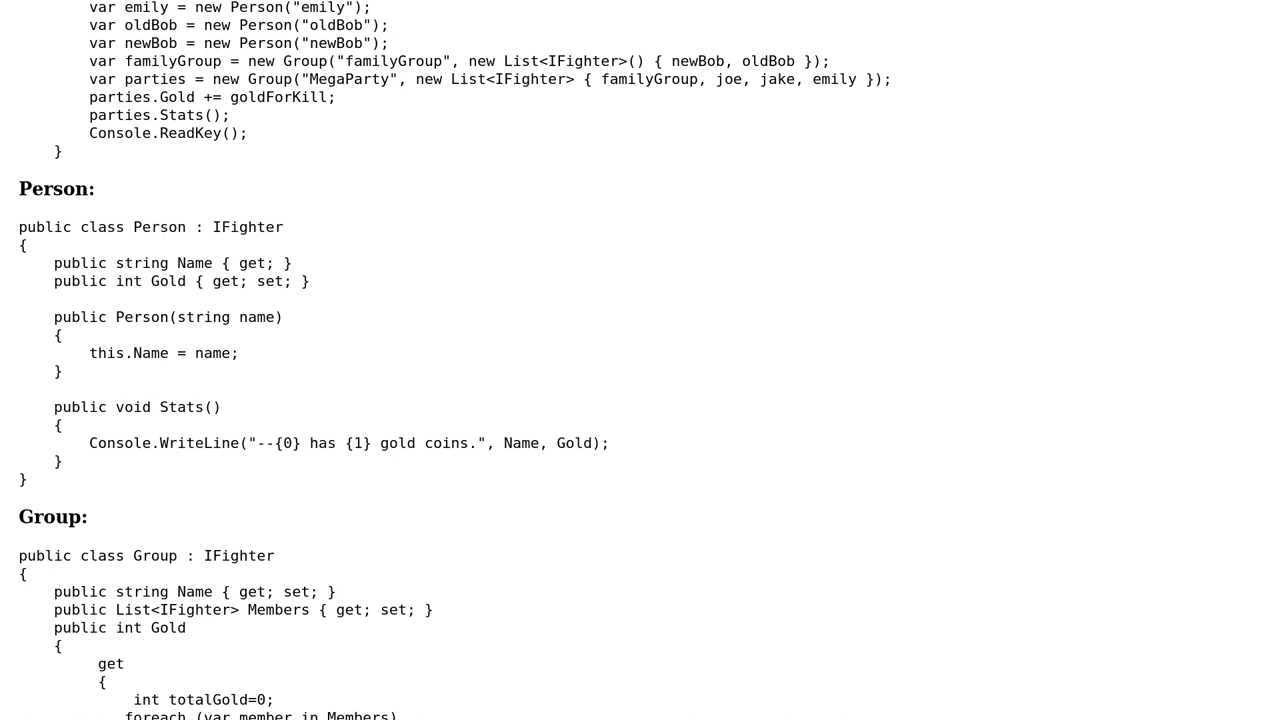 var emily = new Person("emily");
var oldBob = new Person("oldBob");
var newBob = new Person("newBob");
var familyGroup = new Group("familyGroup", new List<IFighter>() { newBob, oldBob });
var parties = new Group("MegaParty", new List<IFighter> { familyGroup, joe, jake, emily });
parties.Gold += goldForKill;
parties.Stats();
Console.ReadKey();
}
Person:
public class Person : IFighter
{
public string Name { get; }
public int Gold { get; set; }
public Person(string name)
{
this.Name = name;
}
public void Stats()
{
Console.WriteLine("--{0} has {1} gold coins.", Name, Gold);
}
}
Group:
public class Group : IFighter
{
public string Name { get; set; }
public List<IFighter> Members { get; set; }
public int Gold
{
get
{
int totalGold=0;
foreach (var member in Members)